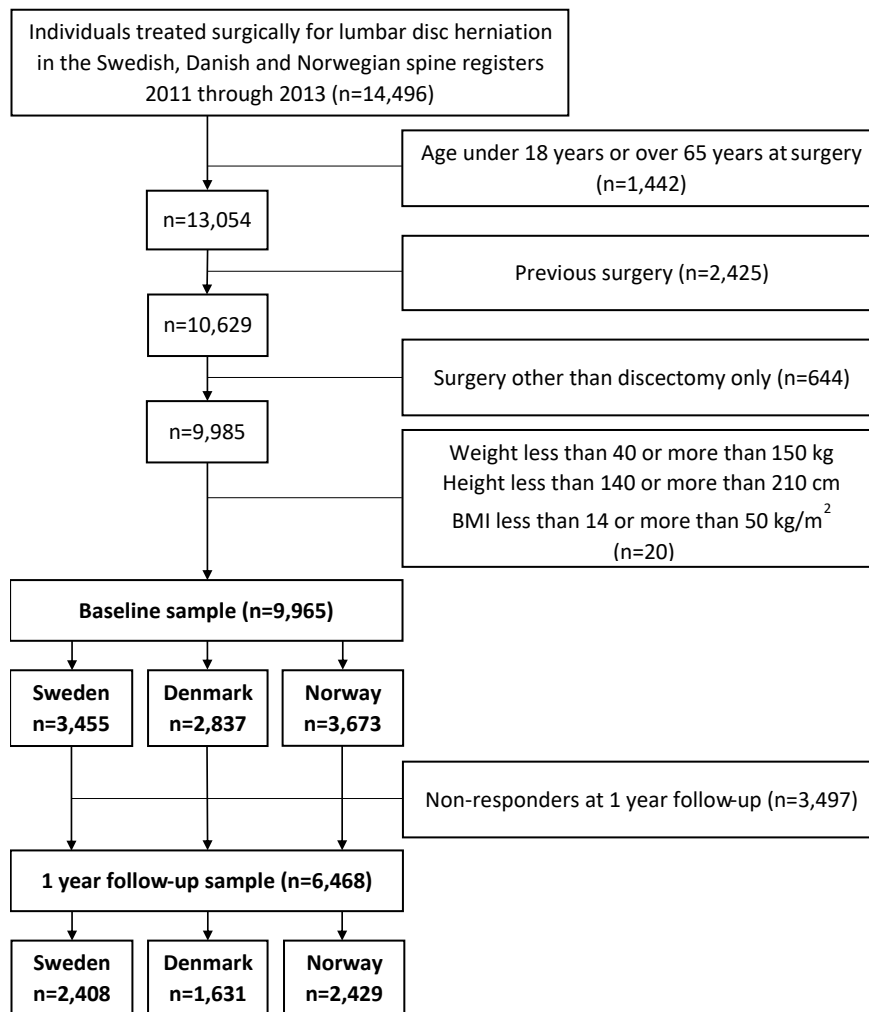 Individuals treated surgically for lumbar disc herniation
in the Swedish, Danish and Norwegian spine registers
2011 through 2013 (n=14,496)
Age under 18 years or over 65 years at surgery
(n=1,442)
n=13,054
Previous surgery (n=2,425)
n=10,629
Surgery other than discectomy only (n=644)
n=9,985
Weight less than 40 or more than 150 kg
Height less than 140 or more than 210 cm
BMI less than 14 or more than 50 kg/m²
(n=20)
Baseline sample (n=9,965)
Sweden
n=3,455
Denmark
n=2,837
Norway
n=3,673
Non-responders at 1 year follow-up (n=3,497)
1 year follow-up sample (n=6,468)
Sweden
n=2,408
Denmark
n=1,631
Norway
n=2,429